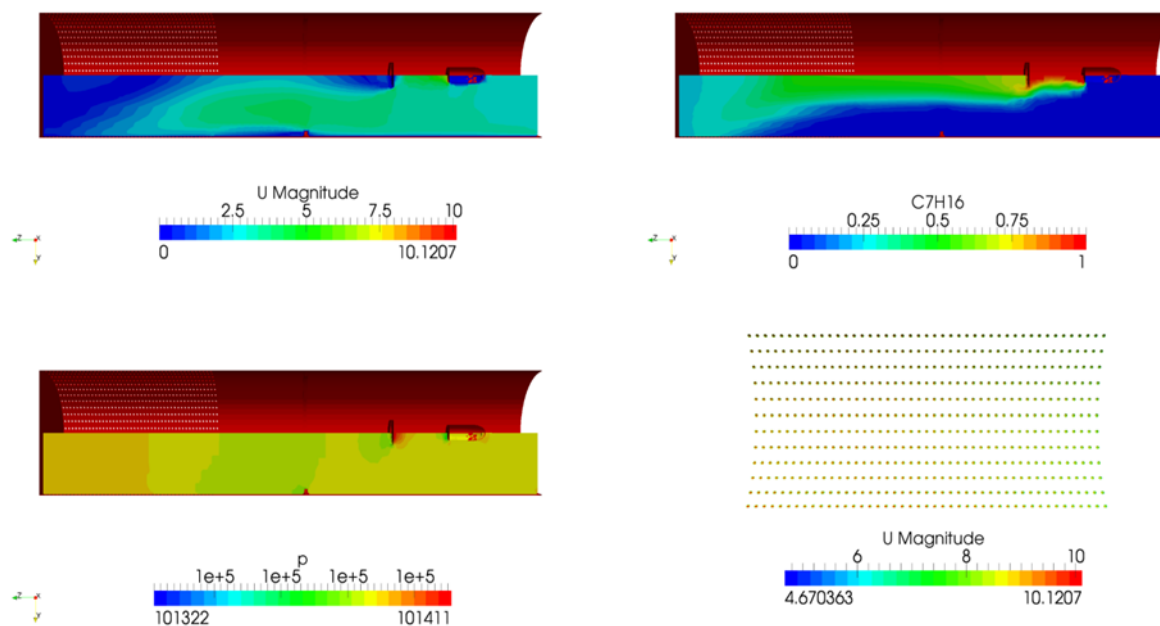 U Magnitude
2.5 5 7.5 10
0 10.1207
Z X
Y
C7H16
0.25 0.5 0.75
0 1
Z X
Y
p
1e+5 1e+5 1e+5 1e+5
101322 101411
Z X
Y
U Magnitude
6 8 10
4.670363 10.1207